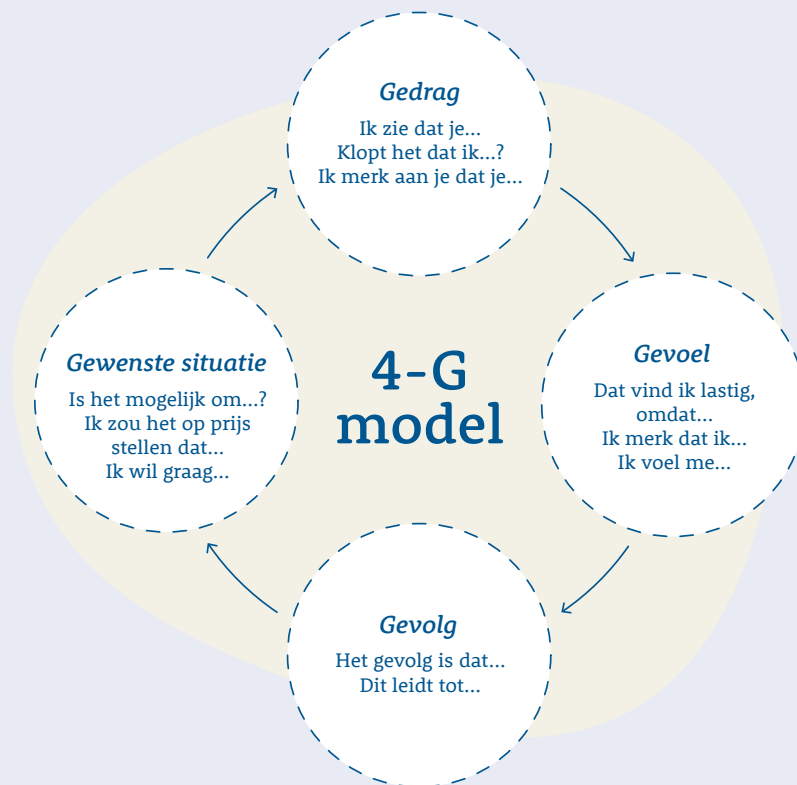 Gedrag
Ik zie dat je...
Klopt het dat ik...?
Ik merk aan je dat je...
Gewenste situatie
Is het mogelijk om...?
Ik zou het op prijs
stellen dat...
Ik wil graag...
4-G
model
Gevoel
Dat vind ik lastig,
omdat...
Ik merk dat ik...
Ik voel me...
Gevolg
Het gevolg is dat...
Dit leidt tot...